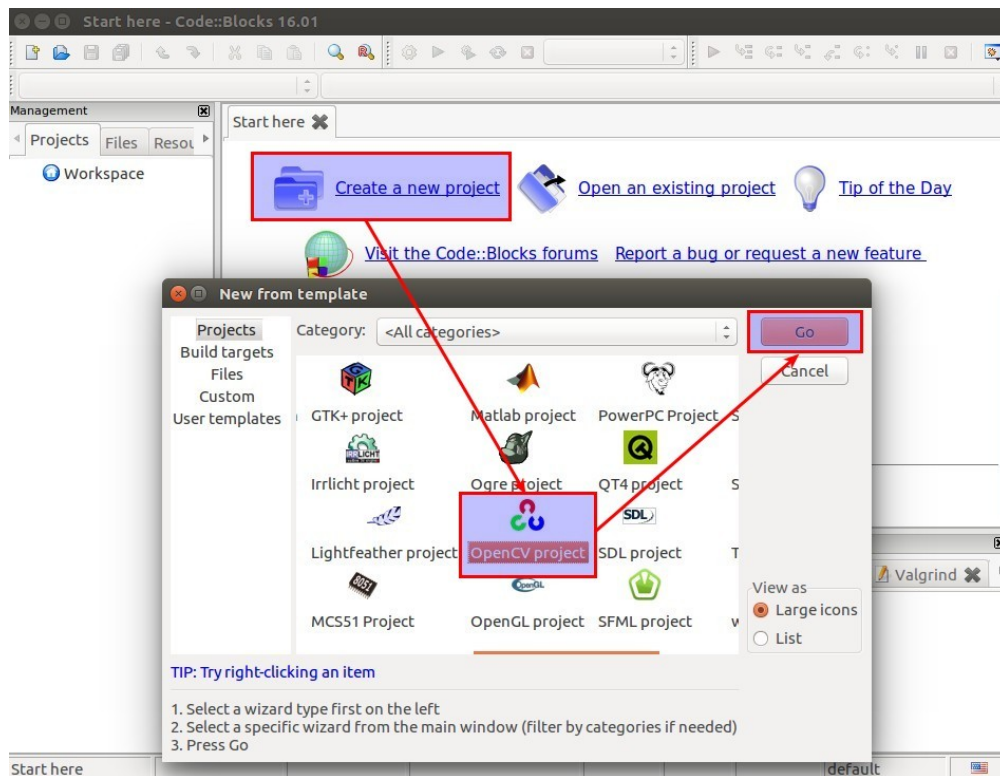 Start here - Code::Blocks 16.01
Management
Projects Files Resou
Workspace
Start here
Create a new project Open an existing project Tip of the Day
Visit the Code::Blocks forums Report a bug or request a new feature
New from template
Projects
Build targets
Files
Custom
User templates
Category: <All categories>
Go
Cancel
GTK+ project Matlab project PowerPC Project S
Irrlicht project Ogre project QT4 project S
Lightfeather project OpenCV project SDL project T
MCS51 Project OpenGL project SFML project w
GTK
IRRLICHT
SDL
8051
OpenGL
View as
Large icons
List
TIP: Try right-clicking an item
1. Select a wizard type first on the left
2. Select a specific wizard from the main window (filter by categories if needed)
3. Press Go
Valgrind
Start here default